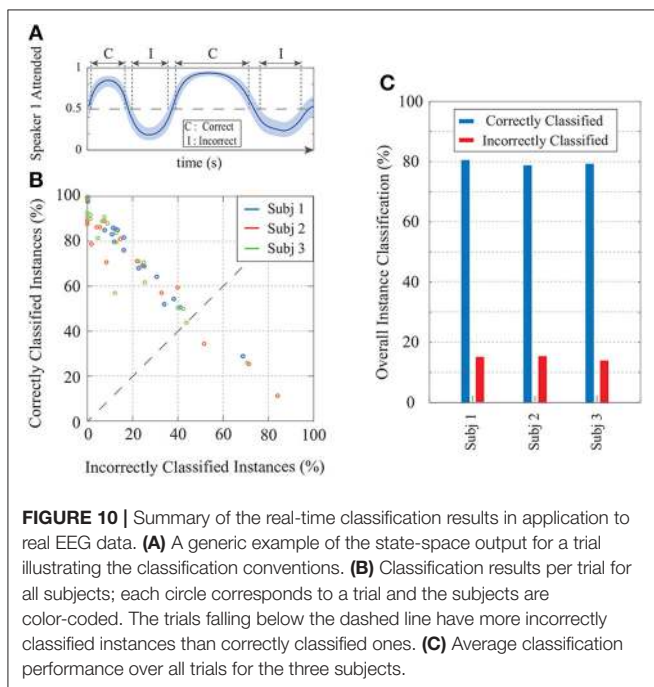 A
C
I
C
I
Speaker 1 Attended
1
0.5
0
C : Correct
I : Incorrect
time (s)
B
Correctly Classified Instances (%)
100
80
60
40
20
0
Subj 1
Subj 2
Subj 3
0
20
40
60
80
100
Incorrectly Classified Instances (%)
C
Overall Instance Classification (%)
100
80
60
40
20
0
Correctly Classified
Incorrectly Classified
Subj 1
Subj 2
Subj 3
FIGURE 10 | Summary of the real-time classification results in application to
real EEG data. (A) A generic example of the state-space output for a trial
illustrating the classification conventions. (B) Classification results per trial for
all subjects; each circle corresponds to a trial and the subjects are
color-coded. The trials falling below the dashed line have more incorrectly
classified instances than correctly classified ones. (C) Average classification
performance over all trials for the three subjects.